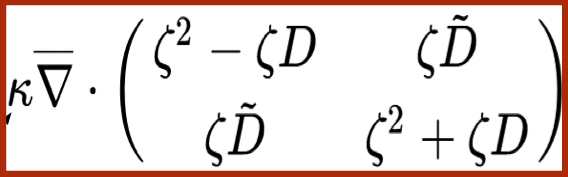 κ∇̅ · ( ζ² − ζD    ζD̃
ζD̃    ζ² + ζD )